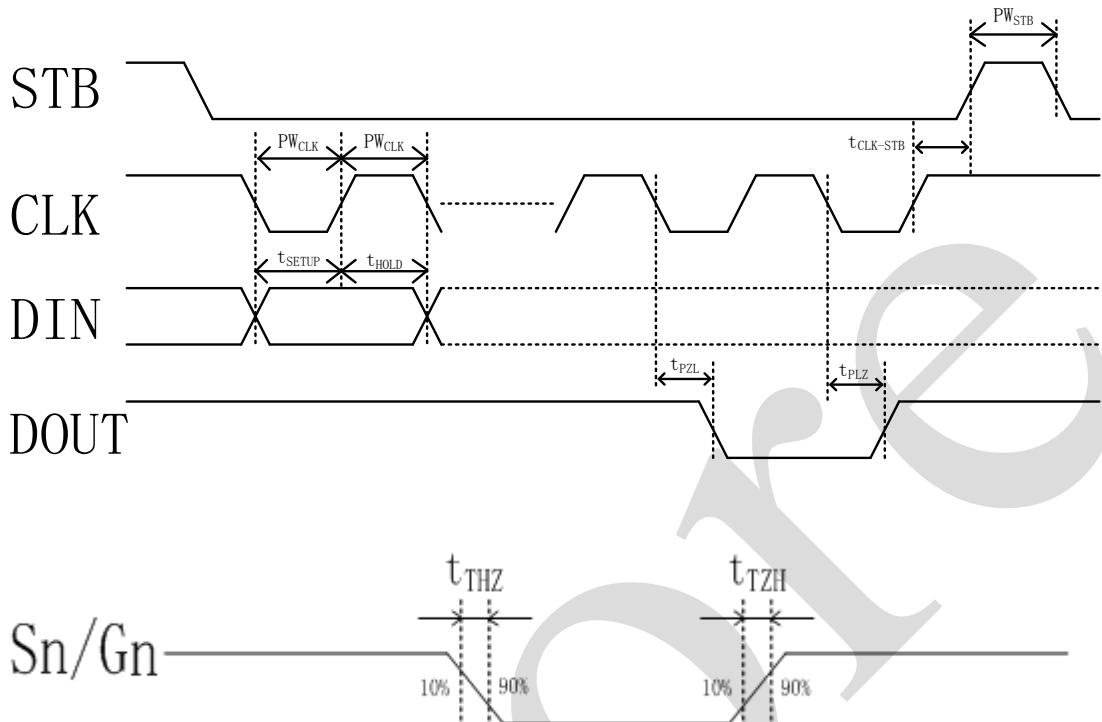 PW_STB
STB
PW_CLK PW_CLK
t_CLK-STB
CLK
t_SETUP t_HOLD
DIN
t_PZL t_PLZ
DOUT
t_THZ t_TZH
Sn/Gn
10% 90% 10% 90%
ore